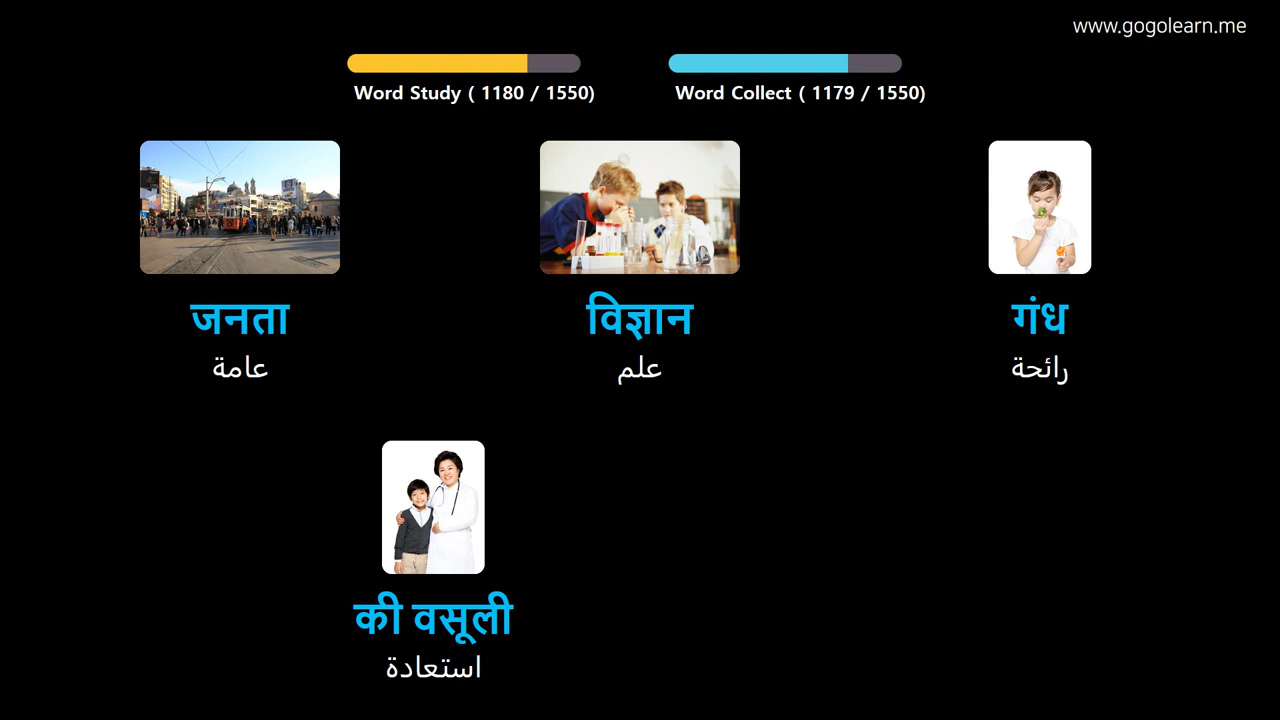 www.gogolearn.me
Word Study ( 1180 / 1550)
Word Collect ( 1179 / 1550)
जनता
عامة
विज्ञान
علم
गंध
رائحة
की वसूली
استعادة